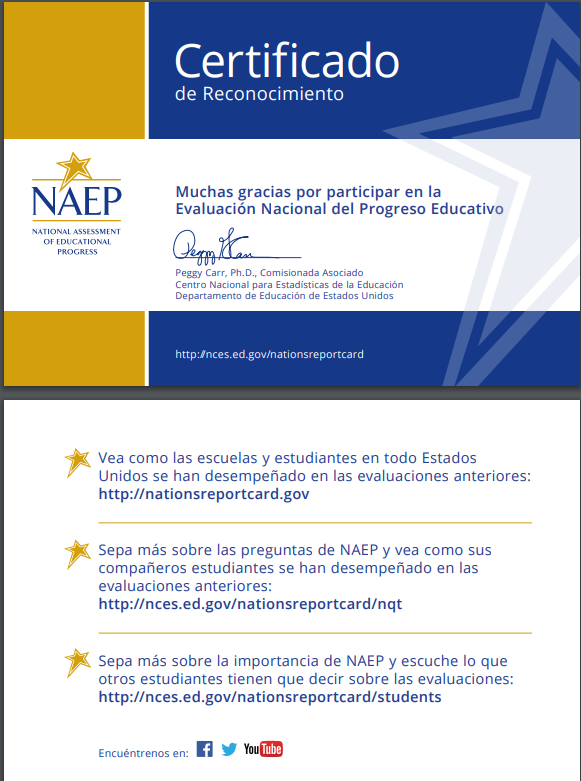 Certificado
de Reconocimiento
NAEP
NATIONAL ASSESSMENT
OF EDUCATIONAL
PROGRESS
Muchas gracias por participar en la
Evaluación Nacional del Progreso Educativo
Peggy Carr
Peggy Carr, Ph.D., Comisionada Asociado
Centro Nacional para Estadísticas de la Educación
Departamento de Educación de Estados Unidos
http://nces.ed.gov/nationsreportcard
Vea como las escuelas y estudiantes en todo Estados
Unidos se han desempeñado en las evaluaciones anteriores:
http://nationsreportcard.gov
Sepa más sobre las preguntas de NAEP y vea como sus
compañeros estudiantes se han desempeñado en las
evaluaciones anteriores:
http://nces.ed.gov/nationsreportcard/nqt
Sepa más sobre la importancia de NAEP y escuche lo que
otros estudiantes tienen que decir sobre las evaluaciones:
http://nces.ed.gov/nationsreportcard/students
Encuéntrenos en: f YouTube